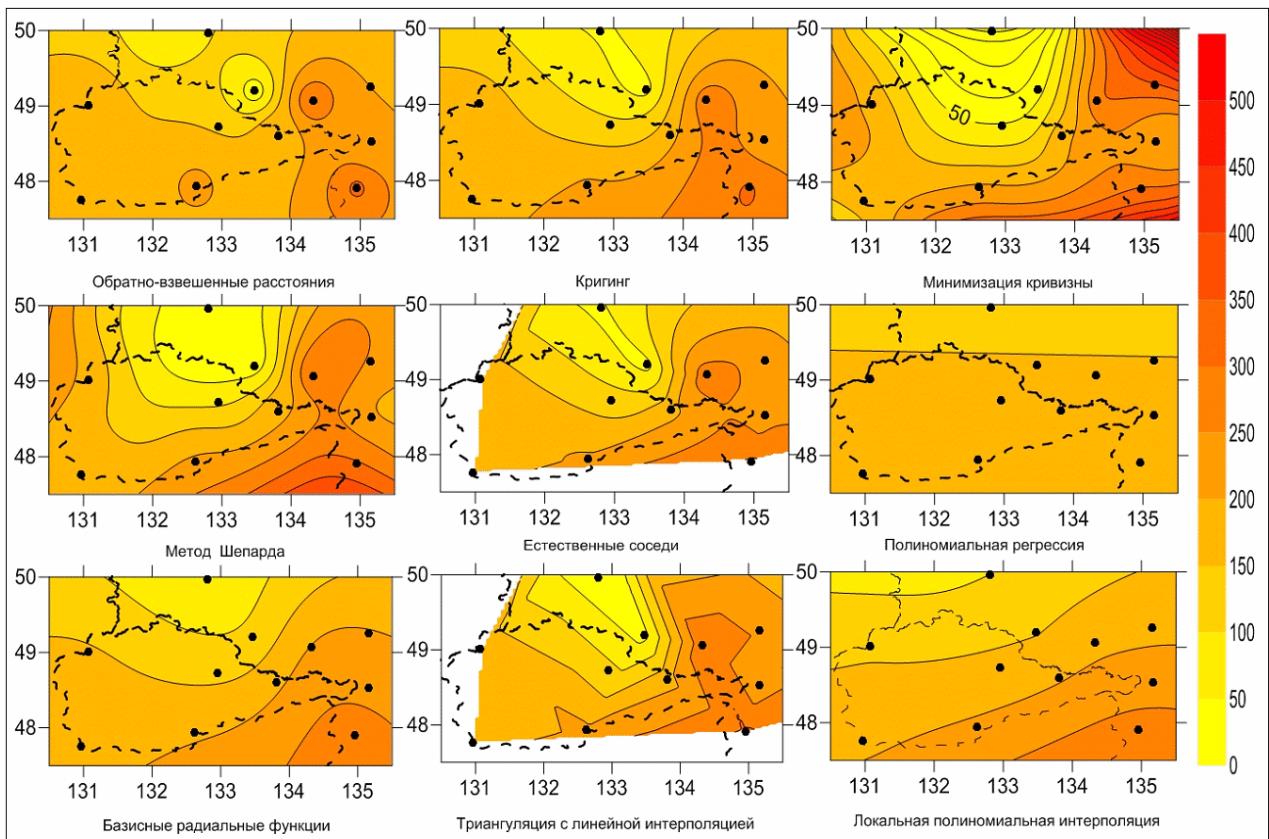 50
49
48
131 132 133 134 135
Обратно-взвешенные расстояния
50
49
48
131 132 133 134 135
Кригинг
50
50
49
48
131 132 133 134 135
Минимизация кривизны
50
49
48
131 132 133 134 135
Метод Шепарда
50
49
48
131 132 133 134 135
Естественные соседи
50
49
48
131 132 133 134 135
Полиномиальная регрессия
50
49
48
131 132 133 134 135
Базисные радиальные функции
50
49
48
131 132 133 134 135
Триангуляция с линейной интерполяцией
50
49
48
131 132 133 134 135
Локальная полиномиальная интерполяция
500
450
400
350
300
250
200
150
100
50
0